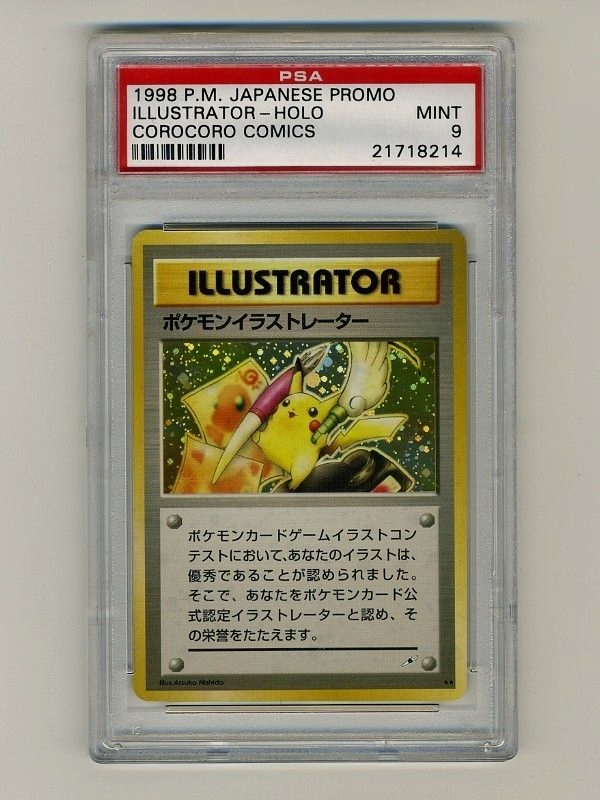 PSA
1998 P.M. JAPANESE PROMO
ILLUSTRATOR-HOLO MINT
COROCORO COMICS 9
21718214
ILLUSTRATOR
ポケモンイラストレーター
ポケモンカードゲームイラストコン
テストにおいて、あなたのイラストは、
優秀であることが認められました。
そこで、あなたをポケモンカード公
式認定イラストレーターと認め、そ
の栄誉をたたえます。
Illus.Atsuko Nishida